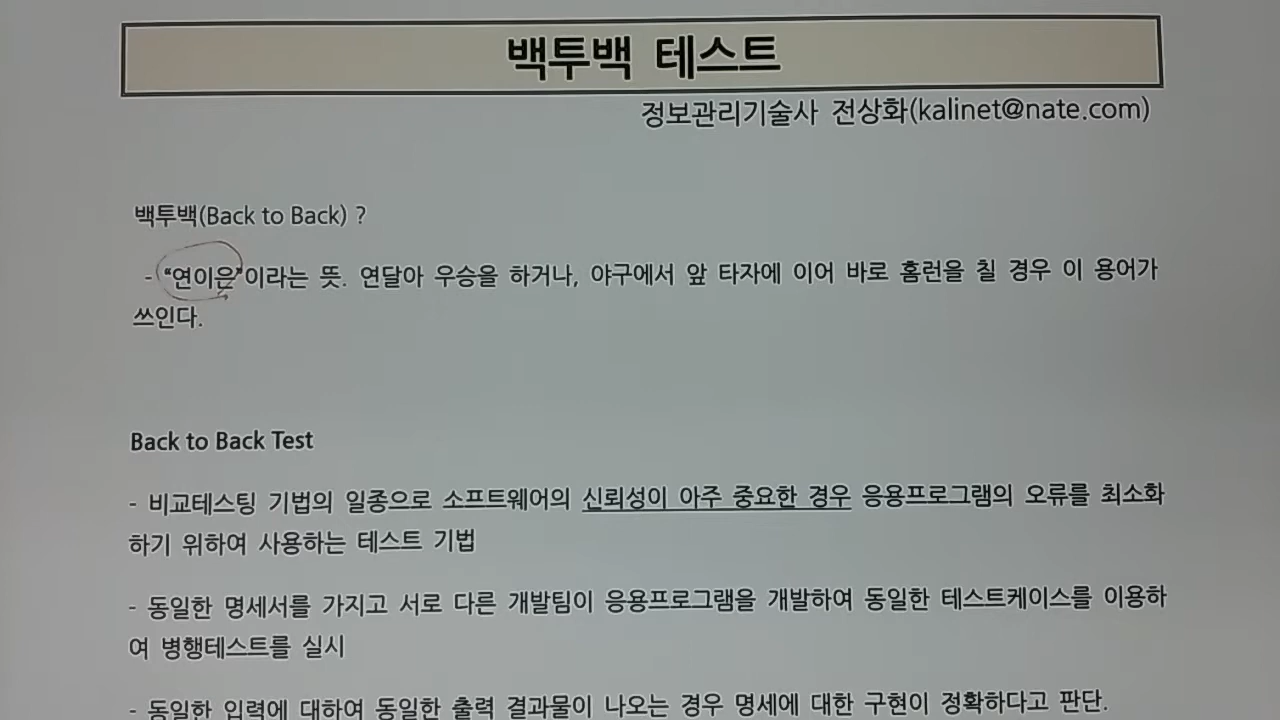 백투백 테스트
정보관리기술사 전상화(kalinet@nate.com)
백투백(Back to Back) ?
- "연이은"이라는 뜻. 연달아 우승을 하거나, 야구에서 앞 타자에 이어 바로 홈런을 칠 경우 이 용어가
쓰인다.
Back to Back Test
- 비교테스팅 기법의 일종으로 소프트웨어의 신뢰성이 아주 중요한 경우 응용프로그램의 오류를 최소화
하기 위하여 사용하는 테스트 기법
- 동일한 명세서를 가지고 서로 다른 개발팀이 응용프로그램을 개발하여 동일한 테스트케이스를 이용하
여 병행테스트를 실시
- 동일한 입력에 대하여 동일한 출력 결과물이 나오는 경우 명세에 대한 구현이 정확하다고 판단.